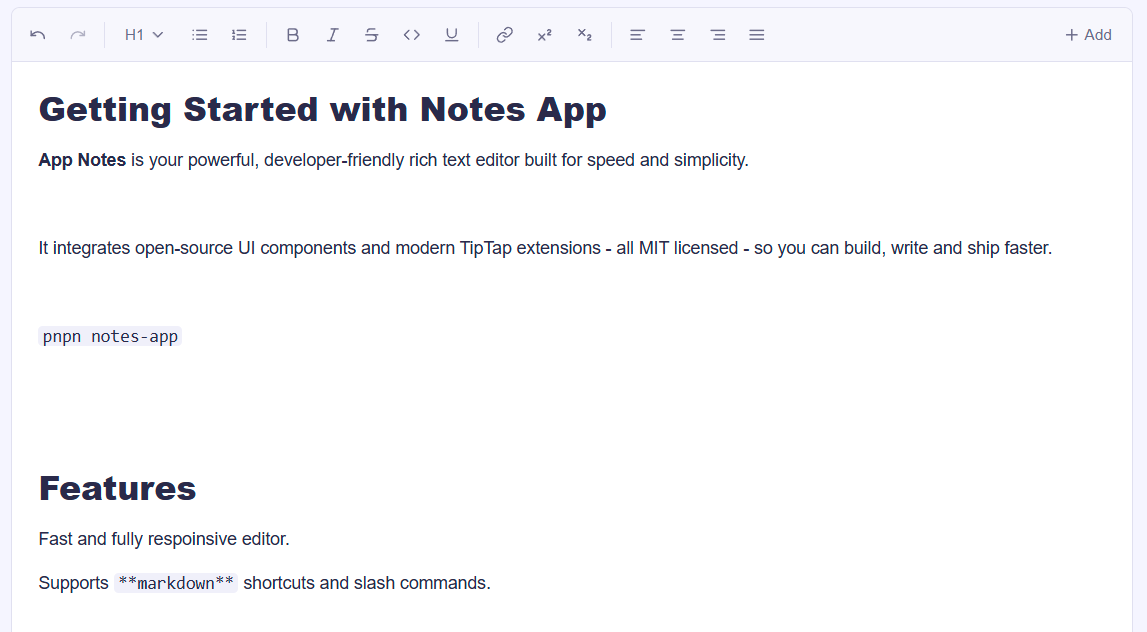 H1 B I S <> U x² x₂ + Add
Getting Started with Notes App
App Notes is your powerful, developer-friendly rich text editor built for speed and simplicity.
It integrates open-source UI components and modern TipTap extensions - all MIT licensed - so you can build, write and ship faster.
pnpn notes-app
Features
Fast and fully respoinsive editor.
Supports **markdown** shortcuts and slash commands.